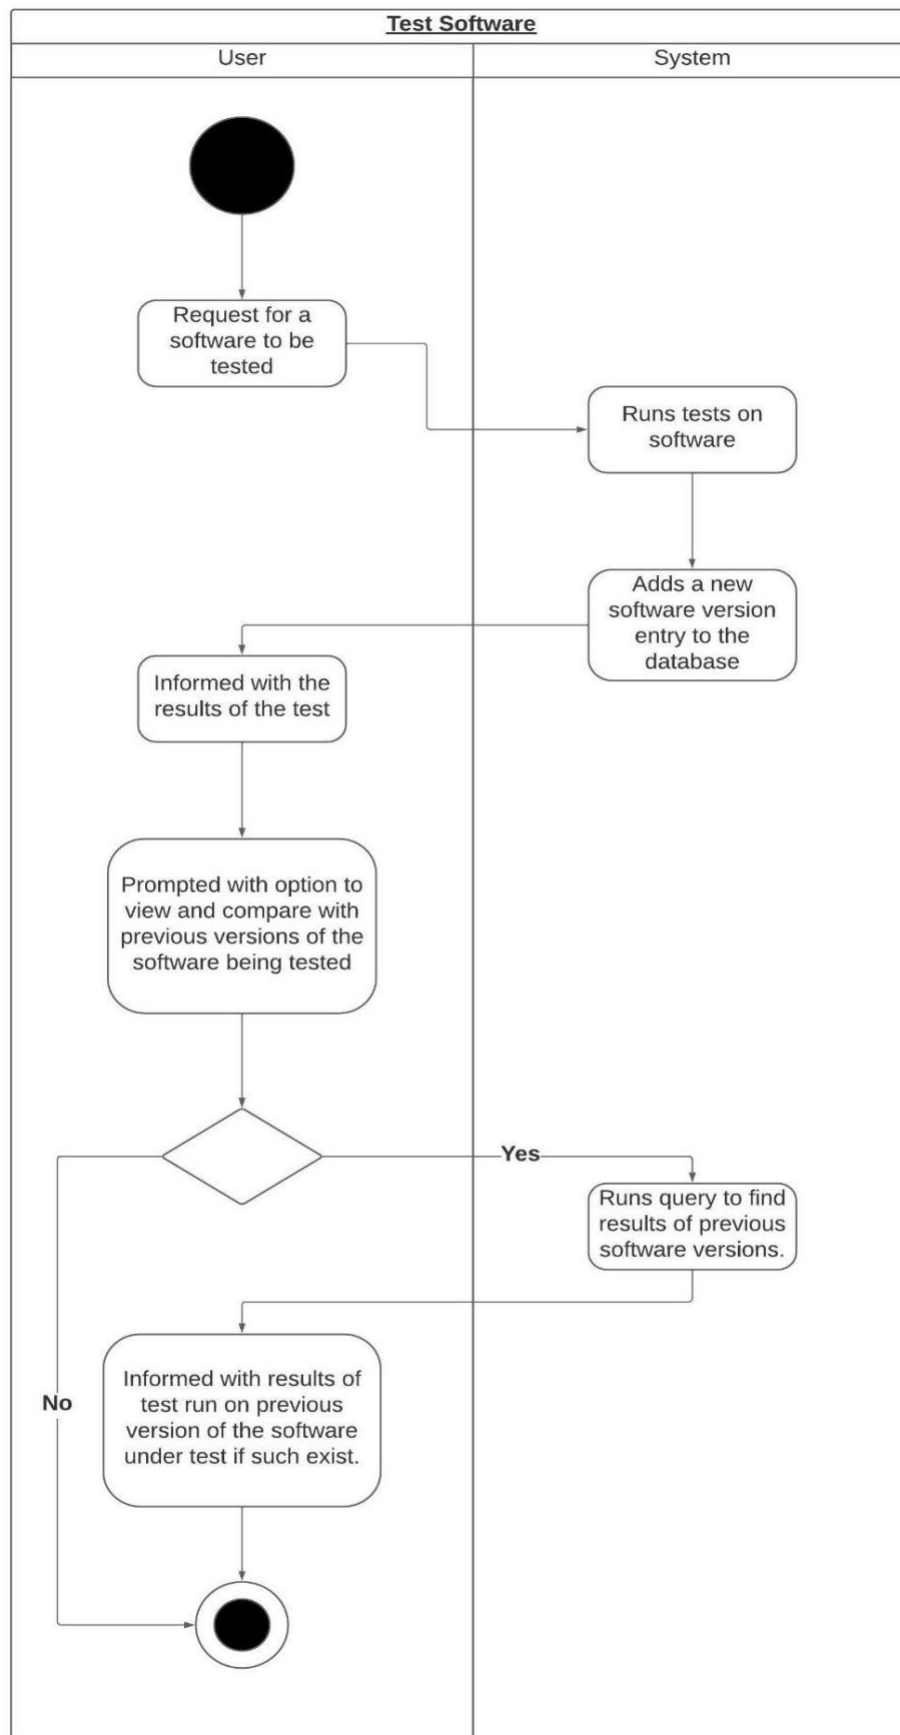 Test Software
User
System
Request for a
software to be
tested
Runs tests on
software
Adds a new
software version
entry to the
database
Informed with the
results of the test
Prompted with option to
view and compare with
previous versions of the
software being tested
Yes
Runs query to find
results of previous
software versions.
Informed with results of
test run on previous
version of the software
under test if such exist.
No